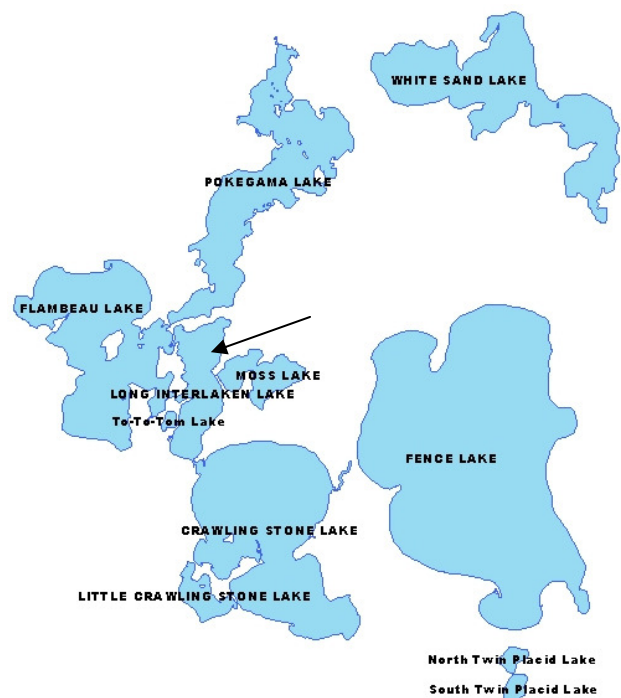 WHITE SAND LAKE
POKEGAMA LAKE
FLAMBEAU LAKE
MOSS LAKE
LONG INTERLAKEN LAKE
To-To-Tom Lake
FENCE LAKE
CRAWLING STONE LAKE
LITTLE CRAWLING STONE LAKE
North Twin Placid Lake
South Twin Placid Lake